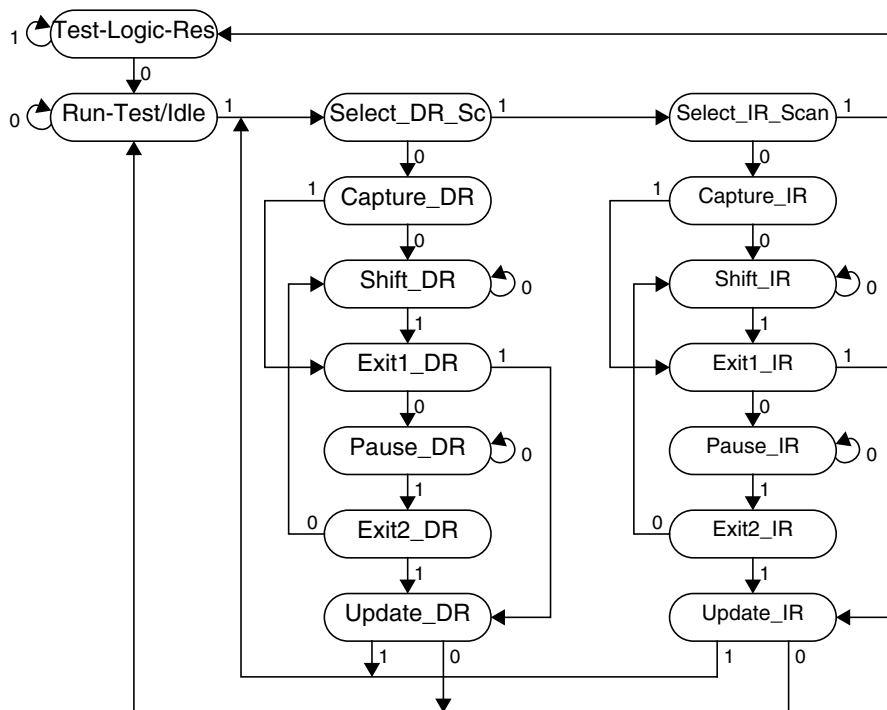 Test-Logic-Res
1
0
Run-Test/Idle
0
1
Select_DR_Sc
1
Select_IR_Scan
1
0
0
1
Capture_DR
1
Capture_IR
0
0
Shift_DR
0
Shift_IR
0
1
1
Exit1_DR
1
Exit1_IR
1
0
0
Pause_DR
0
Pause_IR
0
1
1
0
Exit2_DR
0
Exit2_IR
1
1
Update_DR
Update_IR
1
0
1
0